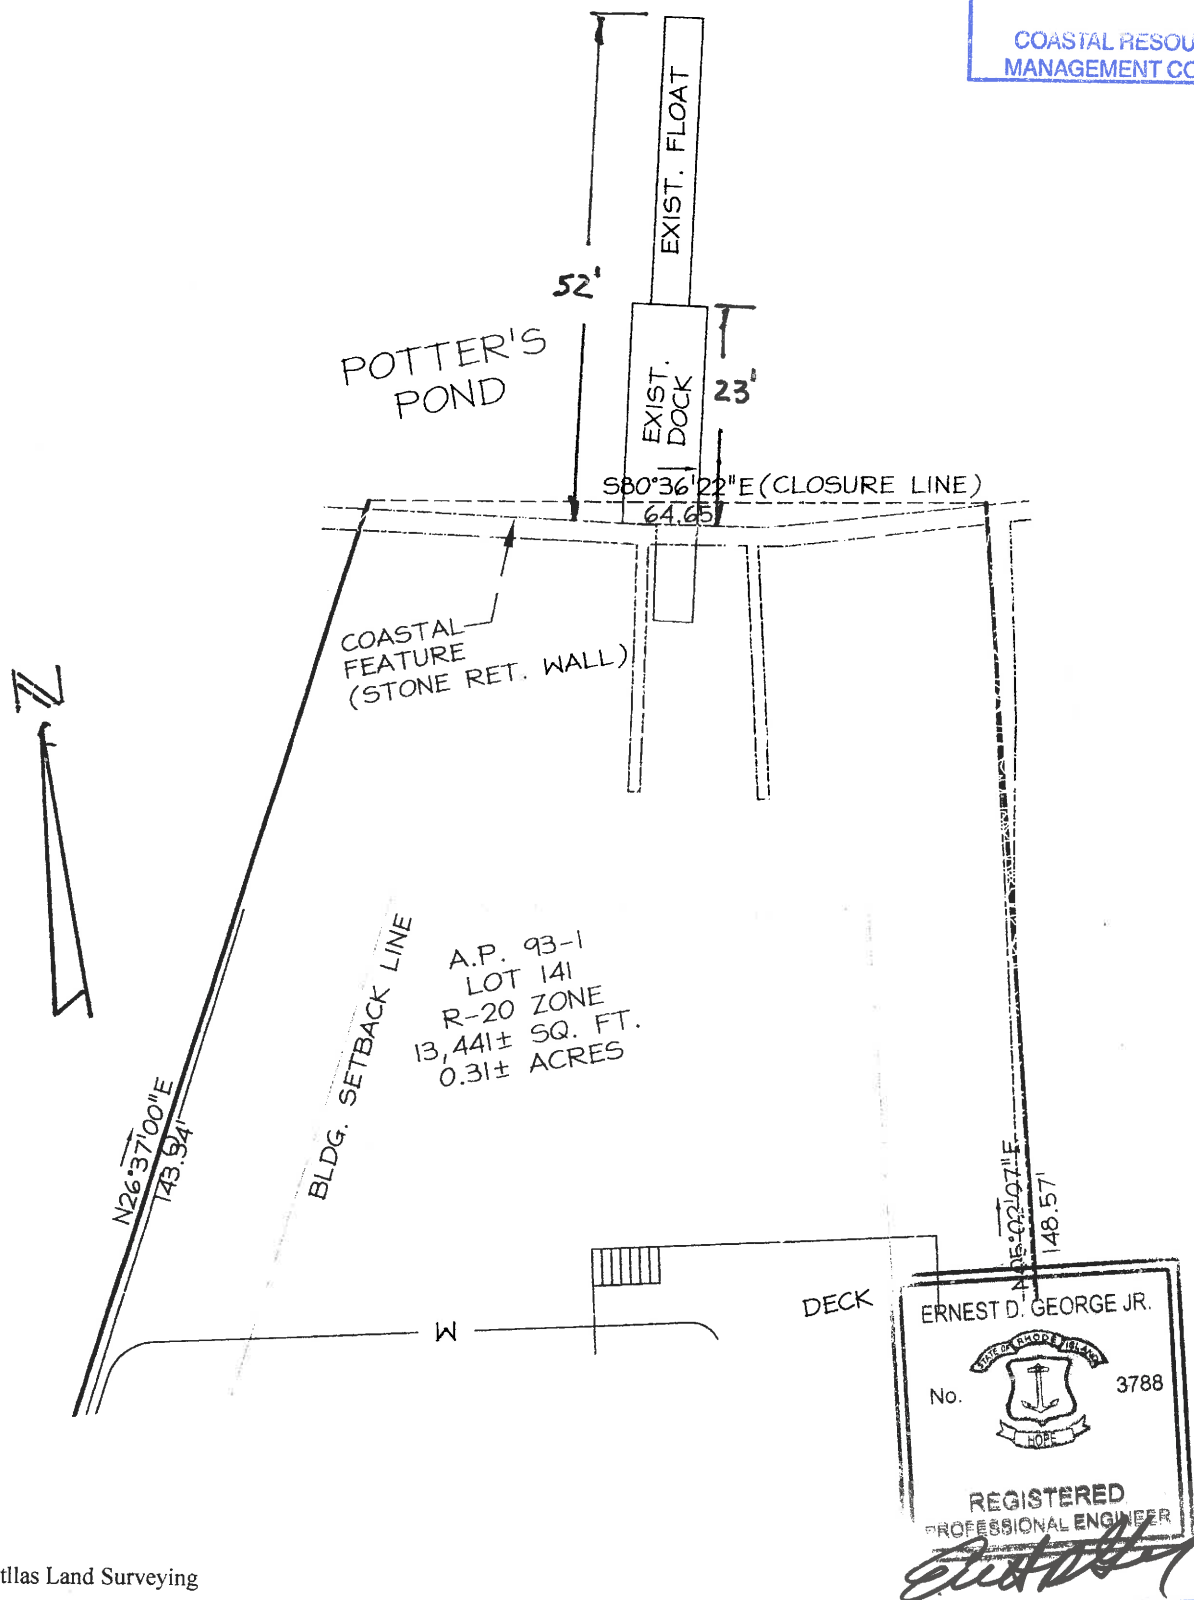 COASTAL RESOU
MANAGEMENT CO
EXIST. FLOAT
52'
POTTER'S
POND
EXIST.
DOCK
23'
S80°36'22"E (CLOSURE LINE)
64.65'
COASTAL
FEATURE
(STONE RET. WALL)
N
BLDG. SETBACK LINE
A.P. 93-1
LOT 141
R-20 ZONE
13,441± SQ. FT.
0.31± ACRES
N26°37'00"E
143.94'
05°02'07"E
148.57'
W
DECK
ERNEST D. GEORGE JR.
STATE OF RHODE ISLAND
No. 3788
HOPE
REGISTERED
PROFESSIONAL ENGINEER
tllas Land Surveying